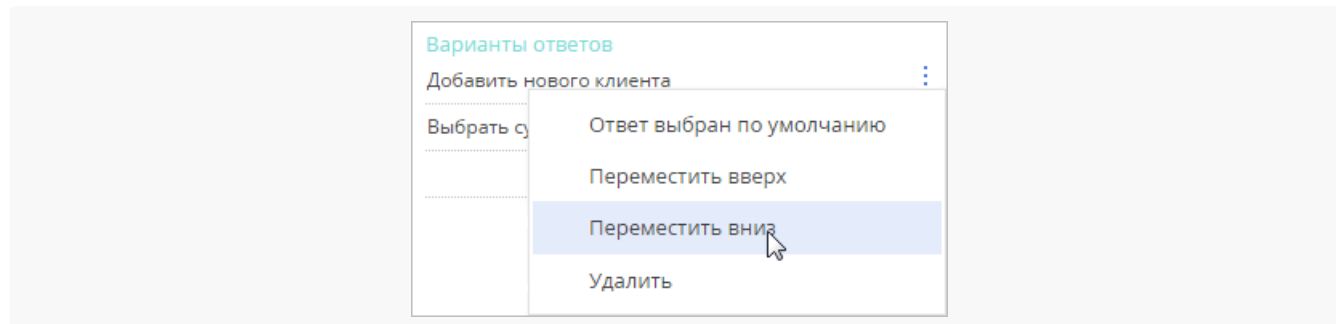 Варианты ответов
Добавить нового клиента
Ответ выбран по умолчанию
Выбрать
Переместить вверх
Переместить вниз
Удалить